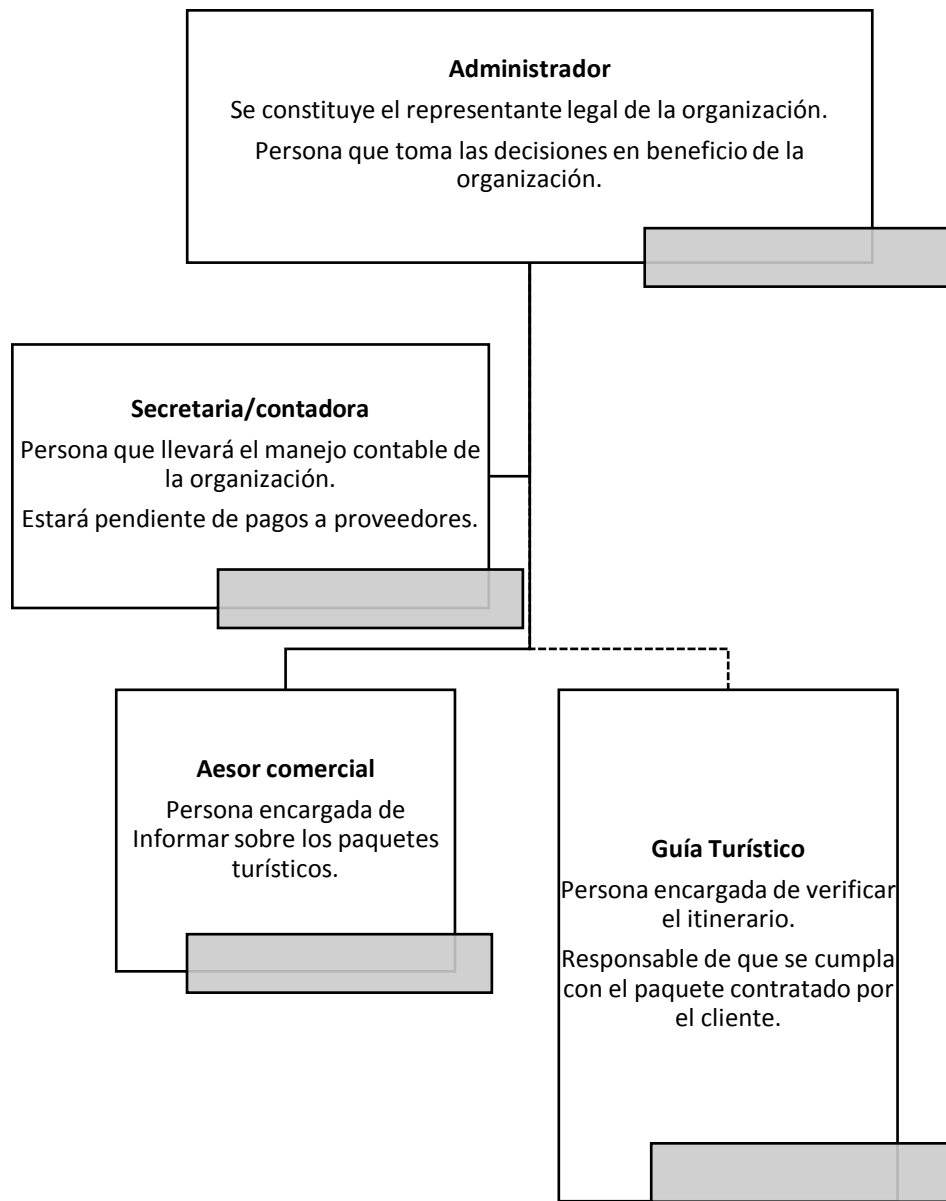 Administrador
Se constituye el representante legal de la organización.
Persona que toma las decisiones en beneficio de la
organización.
Secretaria/contadora
Persona que llevará el manejo contable de
la organización.
Estará pendiente de pagos a proveedores.
Aesor comercial
Persona encargada de
Informar sobre los paquetes
turísticos.
Guía Turístico
Persona encargada de verificar
el itinerario.
Responsable de que se cumpla
con el paquete contratado por
el cliente.